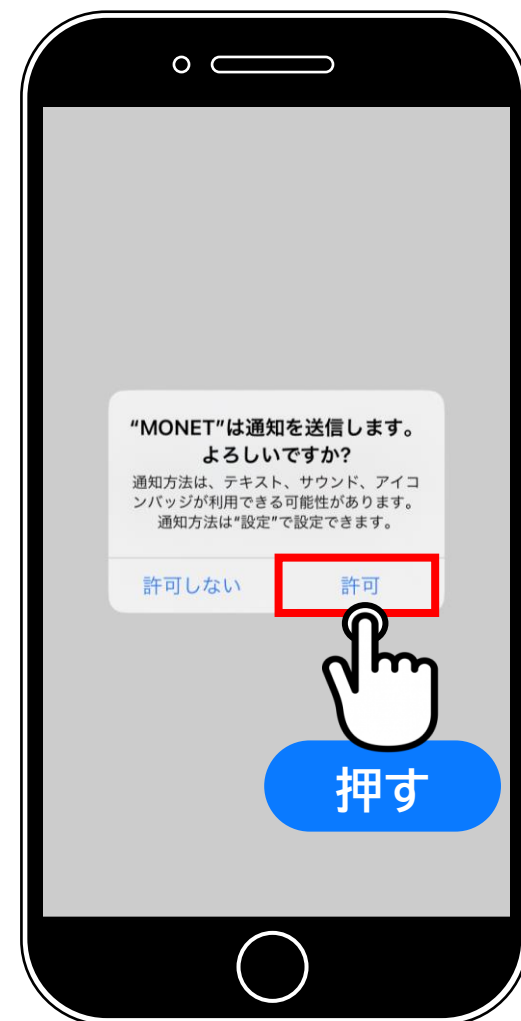 “MONET”は通知を送信します。
よろしいですか?
通知方法は、テキスト、サウンド、アイコ
ンバッジが利用できる可能性があります。
通知方法は“設定”で設定できます。
許可しない
許可
押す